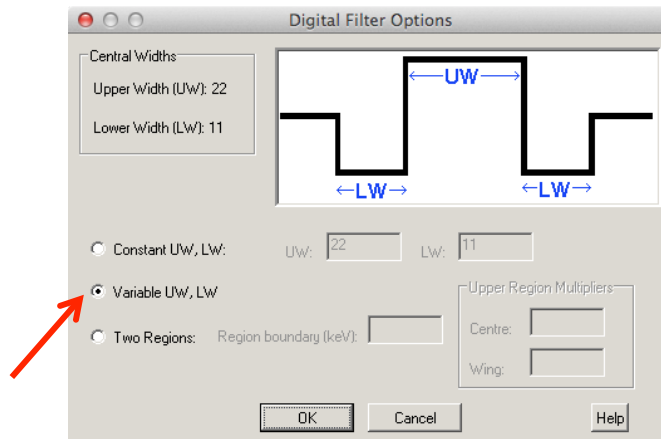 Digital Filter Options
Central Widths
Upper Width (UW): 22
Lower Width (LW): 11
←UW→
←LW→
←LW→
Constant UW, LW: UW: 22 LW: 11
Variable UW, LW
Upper Region Multipliers
Two Regions: Region boundary (keV):
Centre:
Wing:
OK Cancel Help